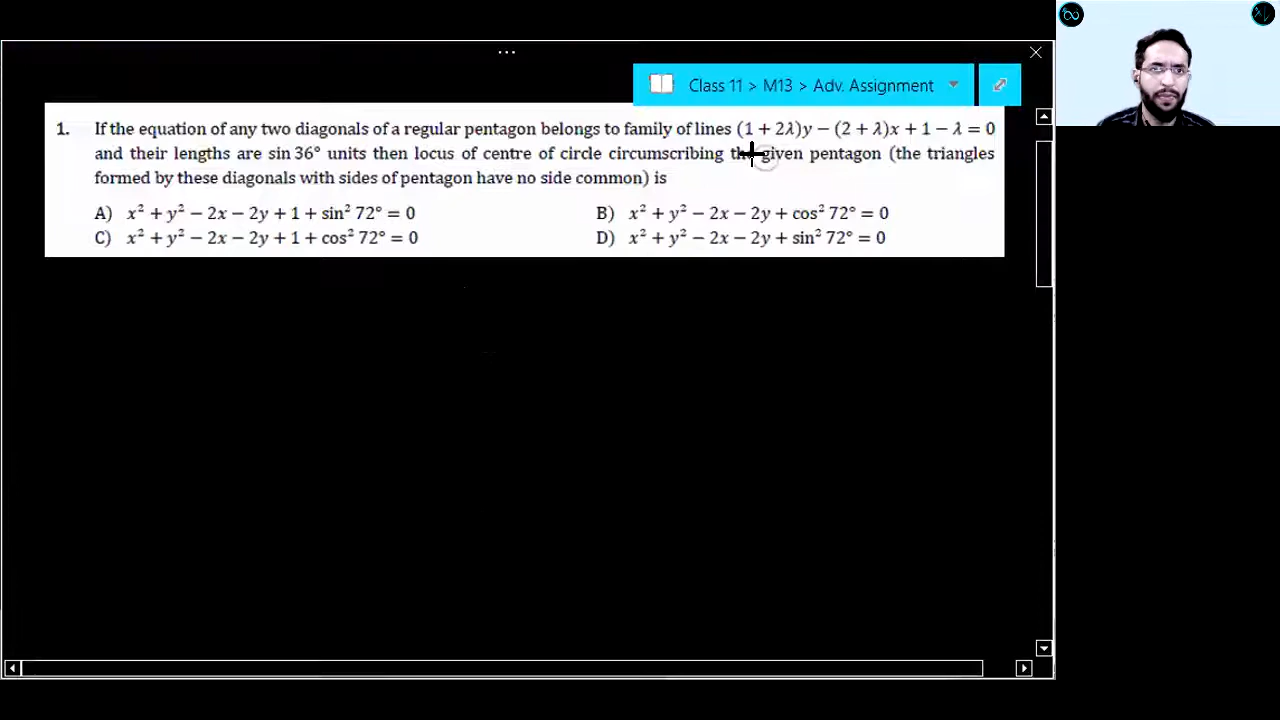 Class 11 > M13 > Adv. Assignment
1. If the equation of any two diagonals of a regular pentagon belongs to family of lines (1 + 2λ)y − (2 + λ)x + 1 − λ = 0
and their lengths are sin 36° units then locus of centre of circle circumscribing the given pentagon (the triangles
formed by these diagonals with sides of pentagon have no side common) is
A) x² + y² − 2x − 2y + 1 + sin² 72° = 0 B) x² + y² − 2x − 2y + cos² 72° = 0
C) x² + y² − 2x − 2y + 1 + cos² 72° = 0 D) x² + y² − 2x − 2y + sin² 72° = 0